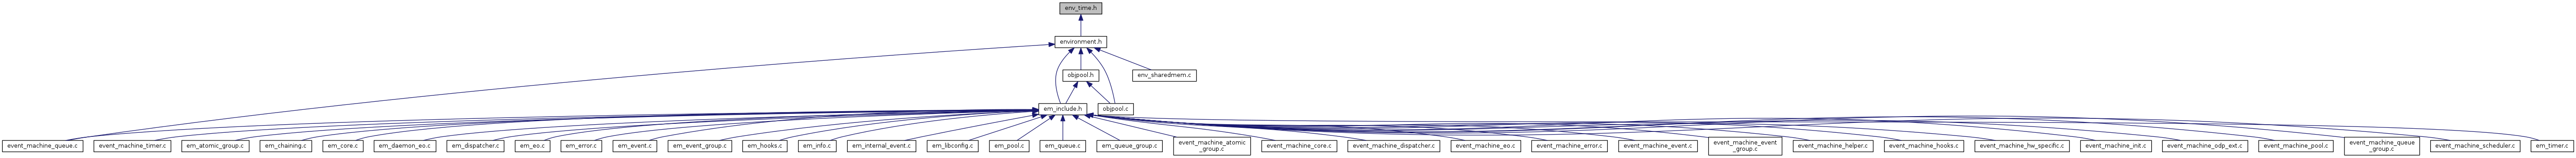 env_time.h
environment.h
objpool.h
env_sharedmem.c
em_include.h
objpool.c
event_machine_queue.c
event_machine_timer.c
em_atomic_group.c
em_chaining.c
em_core.c
em_daemon_eo.c
em_dispatcher.c
em_eo.c
em_error.c
em_event.c
em_event_group.c
em_hooks.c
em_info.c
em_internal_event.c
em_libconfig.c
em_pool.c
em_queue.c
em_queue_group.c
event_machine_atomic
_group.c
event_machine_core.c
event_machine_dispatcher.c
event_machine_eo.c
event_machine_error.c
event_machine_event.c
event_machine_event
_group.c
event_machine_helper.c
event_machine_hooks.c
event_machine_hw_specific.c
event_machine_init.c
event_machine_odp_ext.c
event_machine_pool.c
event_machine_queue
_group.c
event_machine_scheduler.c
em_timer.c